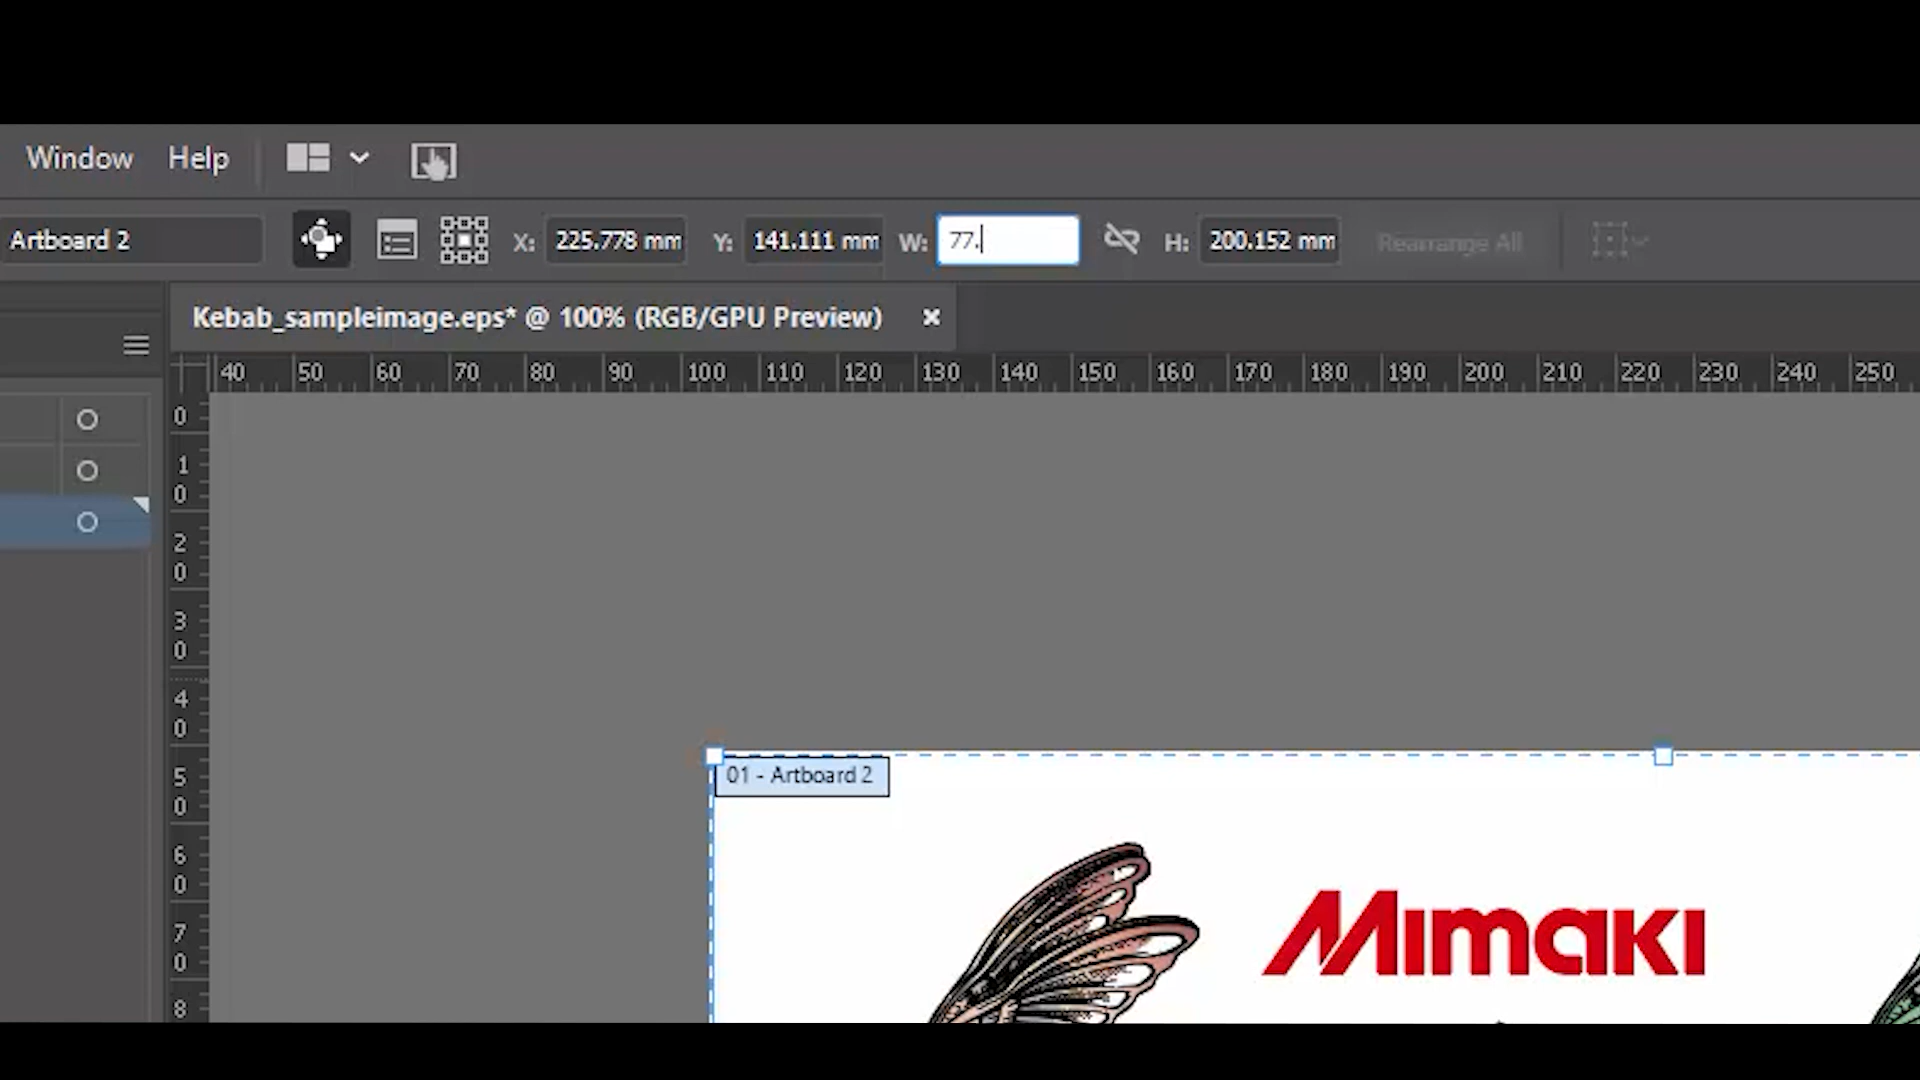 Window Help
Artboard 2 X: 225.778 mm Y: 141.111 mm W: 77. H: 200.152 mm Rearrange All
Kebab_sampleimage.eps* @ 100% (RGB/GPU Preview) ×
40 50 60 70 80 90 100 110 120 130 140 150 160 170 180 190 200 210 220 230 240 250
0
1
0
2
0
3
0
4
0
5
0
6
0
7
0
8
01 - Artboard 2
Mimaki